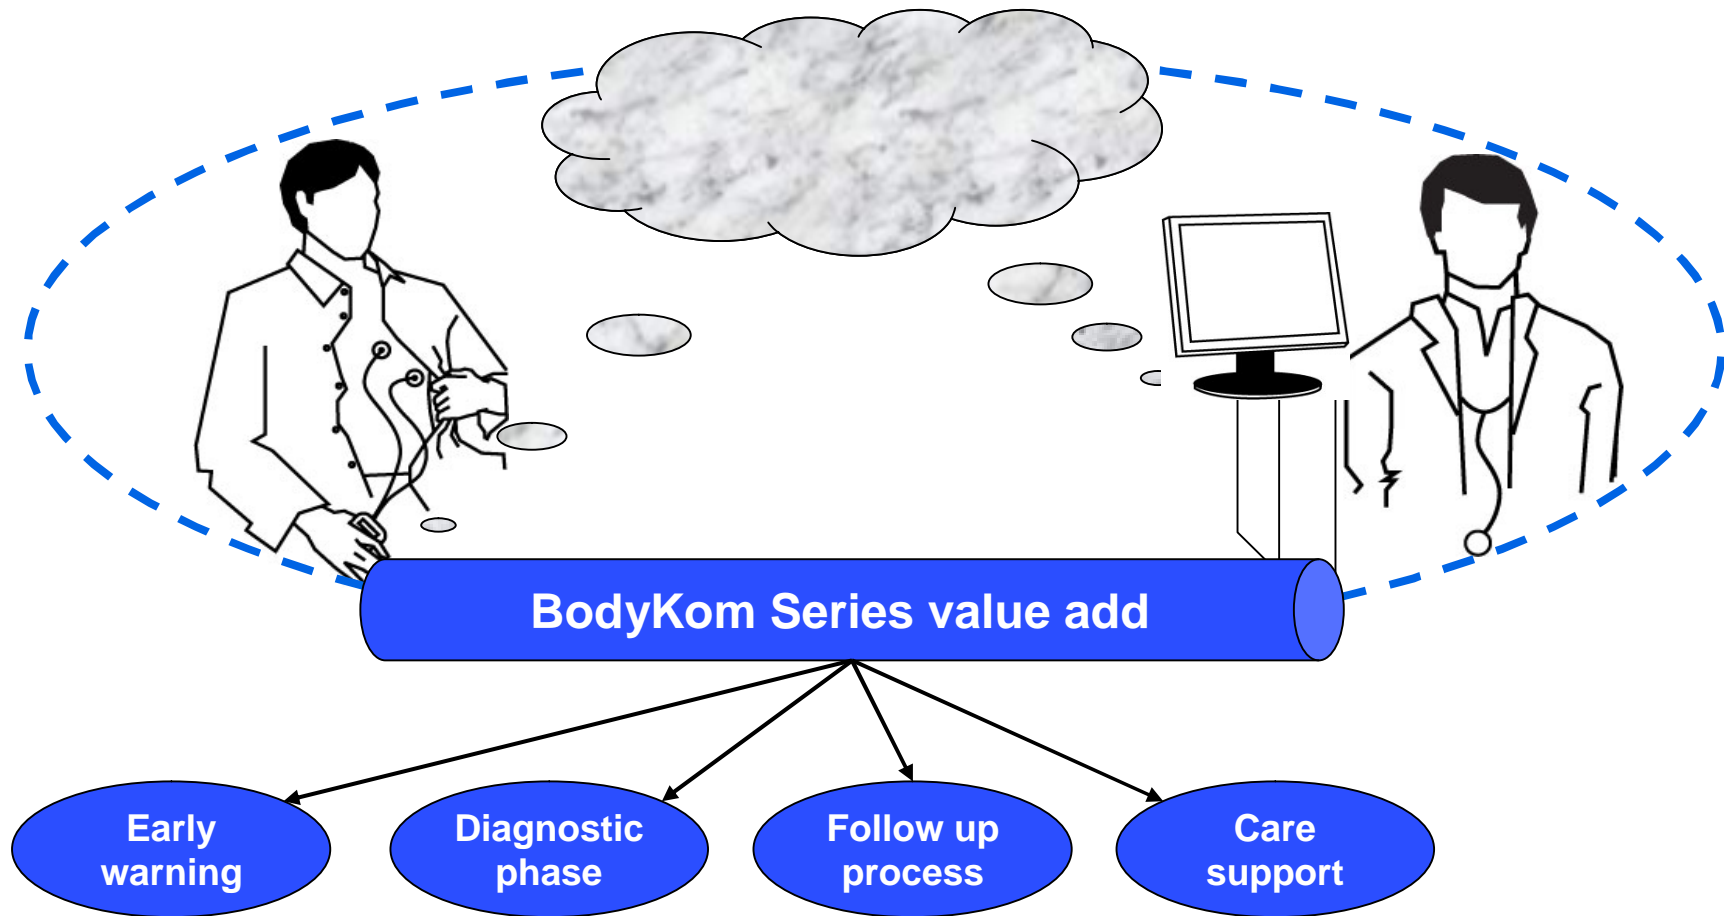 BodyKom Series value add
Early
warning
Diagnostic
phase
Follow up
process
Care
support